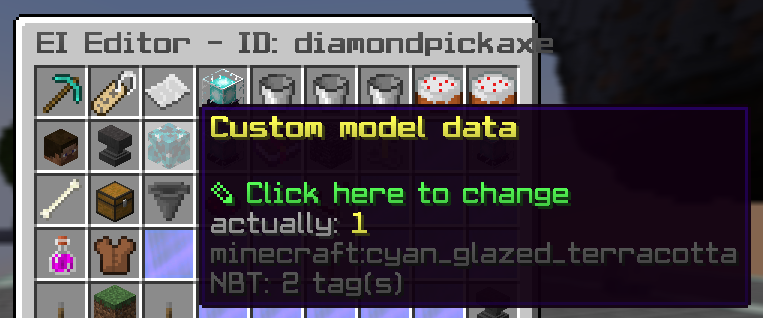 EI Editor - ID: diamondpickaxe
Custom model data
✎ Click here to change
actually: 1
minecraft:cyan_glazed_terracotta
NBT: 2 tag(s)